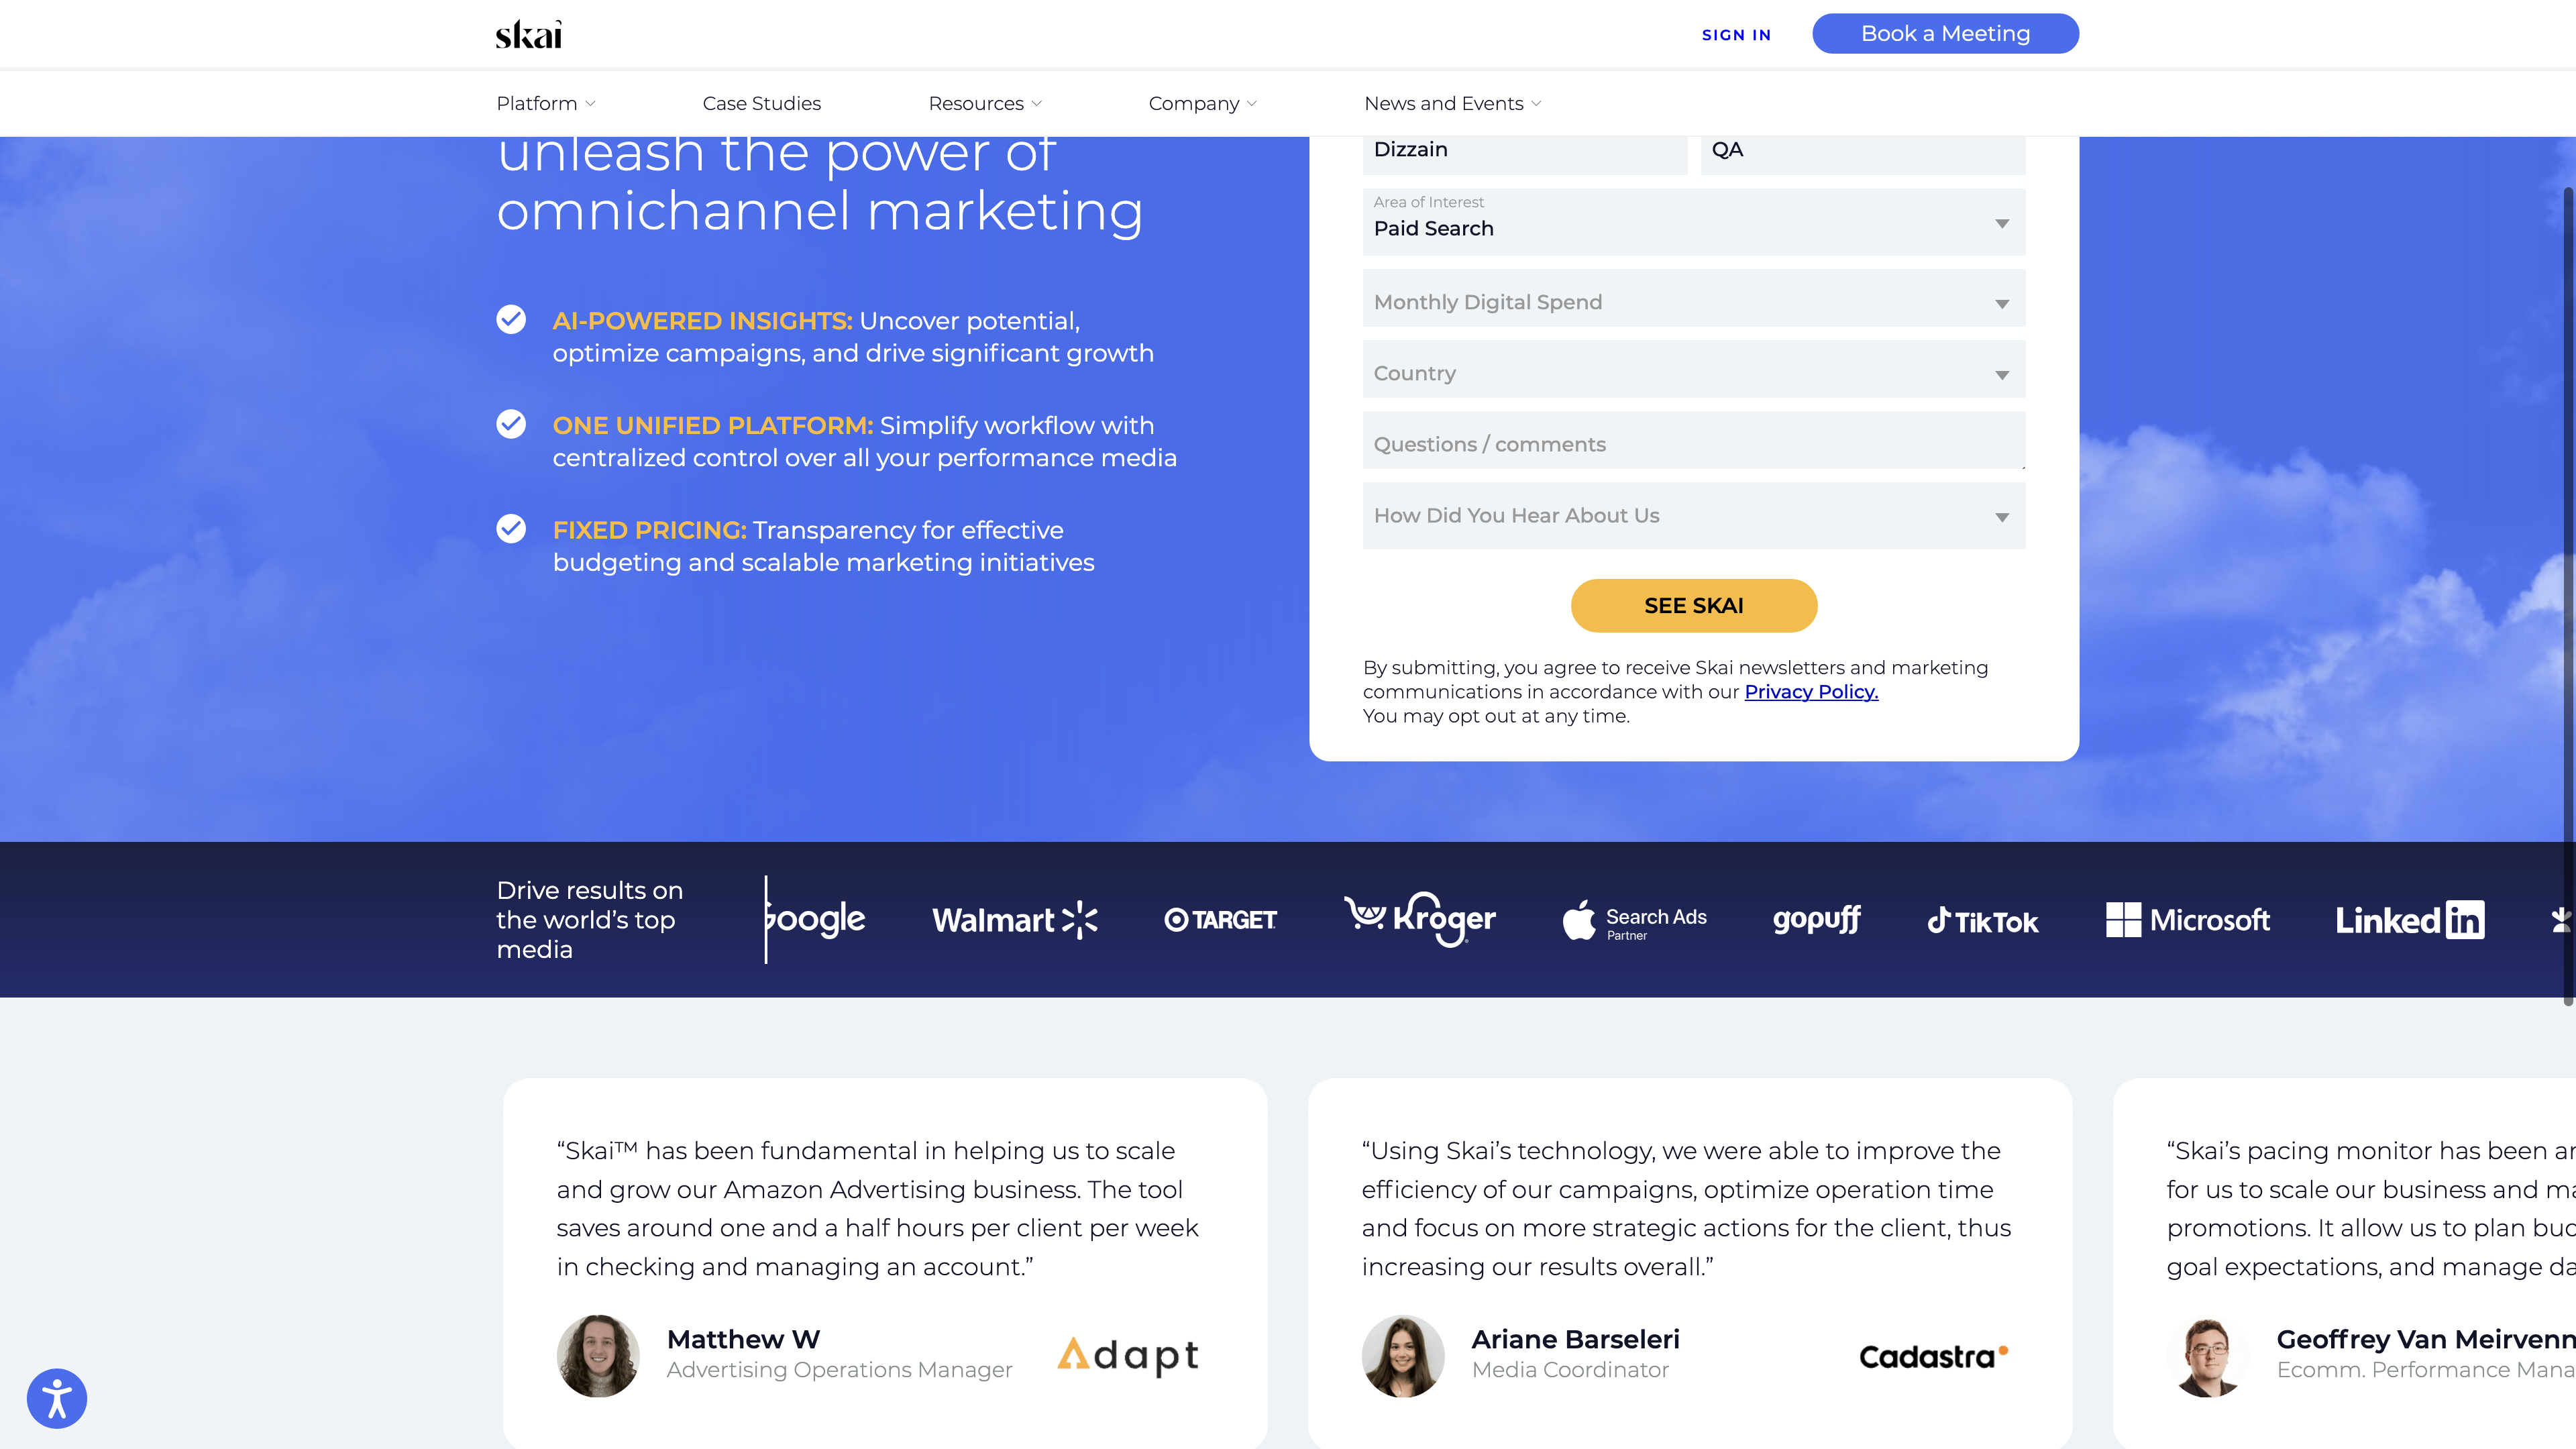 skai
SIGN IN
Book a Meeting
Platform
Case Studies
Resources
Company
News and Events
unleash the power of
omnichannel marketing
AI-POWERED INSIGHTS: Uncover potential,
optimize campaigns, and drive significant growth
ONE UNIFIED PLATFORM: Simplify workflow with
centralized control over all your performance media
FIXED PRICING: Transparency for effective
budgeting and scalable marketing initiatives
Dizzain
QA
Area of Interest
Paid Search
Monthly Digital Spend
Country
Questions / comments
How Did You Hear About Us
SEE SKAI
By submitting, you agree to receive Skai newsletters and marketing
communications in accordance with our Privacy Policy.
You may opt out at any time.
Drive results on
the world's top
media
Google
Walmart
TARGET
Kroger
Search Ads
Partner
gopuff
TikTok
Microsoft
Linked in
“Skai™ has been fundamental in helping us to scale
and grow our Amazon Advertising business. The tool
saves around one and a half hours per client per week
in checking and managing an account.”
Matthew W
Advertising Operations Manager
Adapt
“Using Skai’s technology, we were able to improve the
efficiency of our campaigns, optimize operation time
and focus on more strategic actions for the client, thus
increasing our results overall.”
Ariane Barseleri
Media Coordinator
Cadastra
“Skai’s pacing monitor has been
for us to scale our business and
promotions. It allow us to plan
goal expectations, and manage
Geoffrey Van
Ecomm. Performance